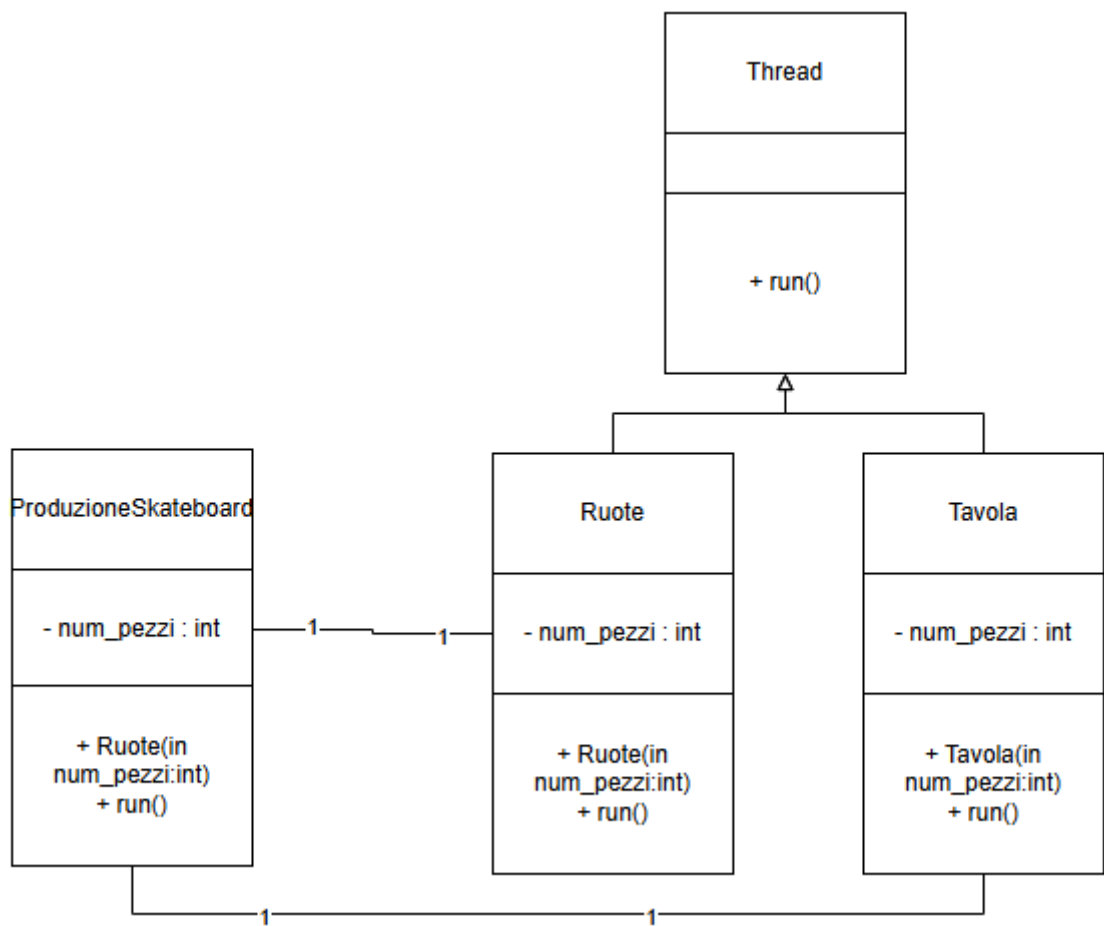 Thread
+ run()
ProduzioneSkateboard
- num_pezzi : int
+ Ruote(in
num_pezzi:int)
+ run()
1
1
Ruote
- num_pezzi : int
+ Ruote(in
num_pezzi:int)
+ run()
Tavola
- num_pezzi : int
+ Tavola(in
num_pezzi:int)
+ run()
1
1